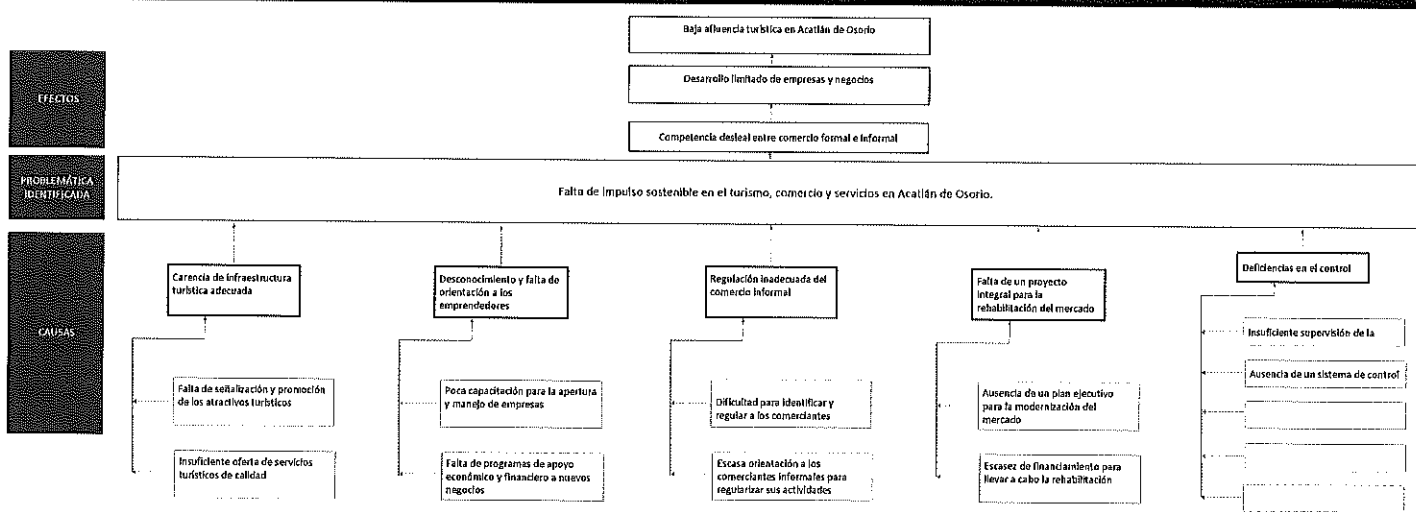 Baja afluencia turística en Acatlán de Osorio
EFECTOS
Desarrollo limitado de empresas y negocios
Competencia desleal entre comercio formal e informal
PROBLEMÁTICA
IDENTIFICADA
Falta de impulso sostenible en el turismo, comercio y servicios en Acatlán de Osorio.
CAUSAS
Carencia de infraestructura
turística adecuada
Falta de señalización y promoción
de los atractivos turísticos
Insuficiente oferta de servicios
turísticos de calidad
Desconocimiento y falta de
orientación a los
emprendedores
Poca capacitación para la apertura
y manejo de empresas
Falta de programas de apoyo
económico y financiero a nuevos
negocios
Regulación inadecuada del
comercio informal
Dificultad para identificar y
regular a los comerciantes
Escasa orientación a los
comerciantes informales para
regularizar sus actividades
Falta de un proyecto
integral para la
rehabilitación del mercado
Ausencia de un plan ejecutivo
para la modernización del
mercado
Escasez de financiamiento para
llevar a cabo la rehabilitación
Deficiencias en el control
Insuficiente supervisión de la
Ausencia de un sistema de control